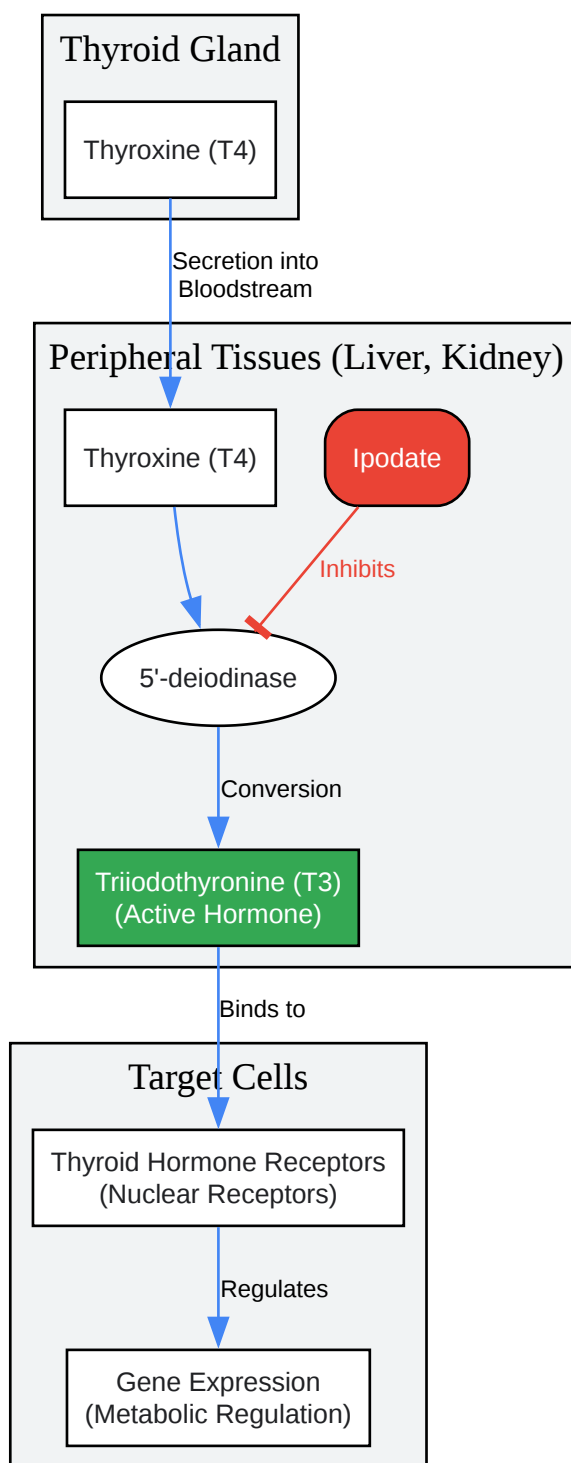 Thyroid Gland
Thyroxine (T4)
Secretion into
Bloodstream
Peripheral Tissues (Liver, Kidney)
Thyroxine (T4)
Ipodate
Inhibits
5'-deiodinase
Conversion
Triiodothyronine (T3)
(Active Hormone)
Binds to
Target Cells
Thyroid Hormone Receptors
(Nuclear Receptors)
Regulates
Gene Expression
(Metabolic Regulation)